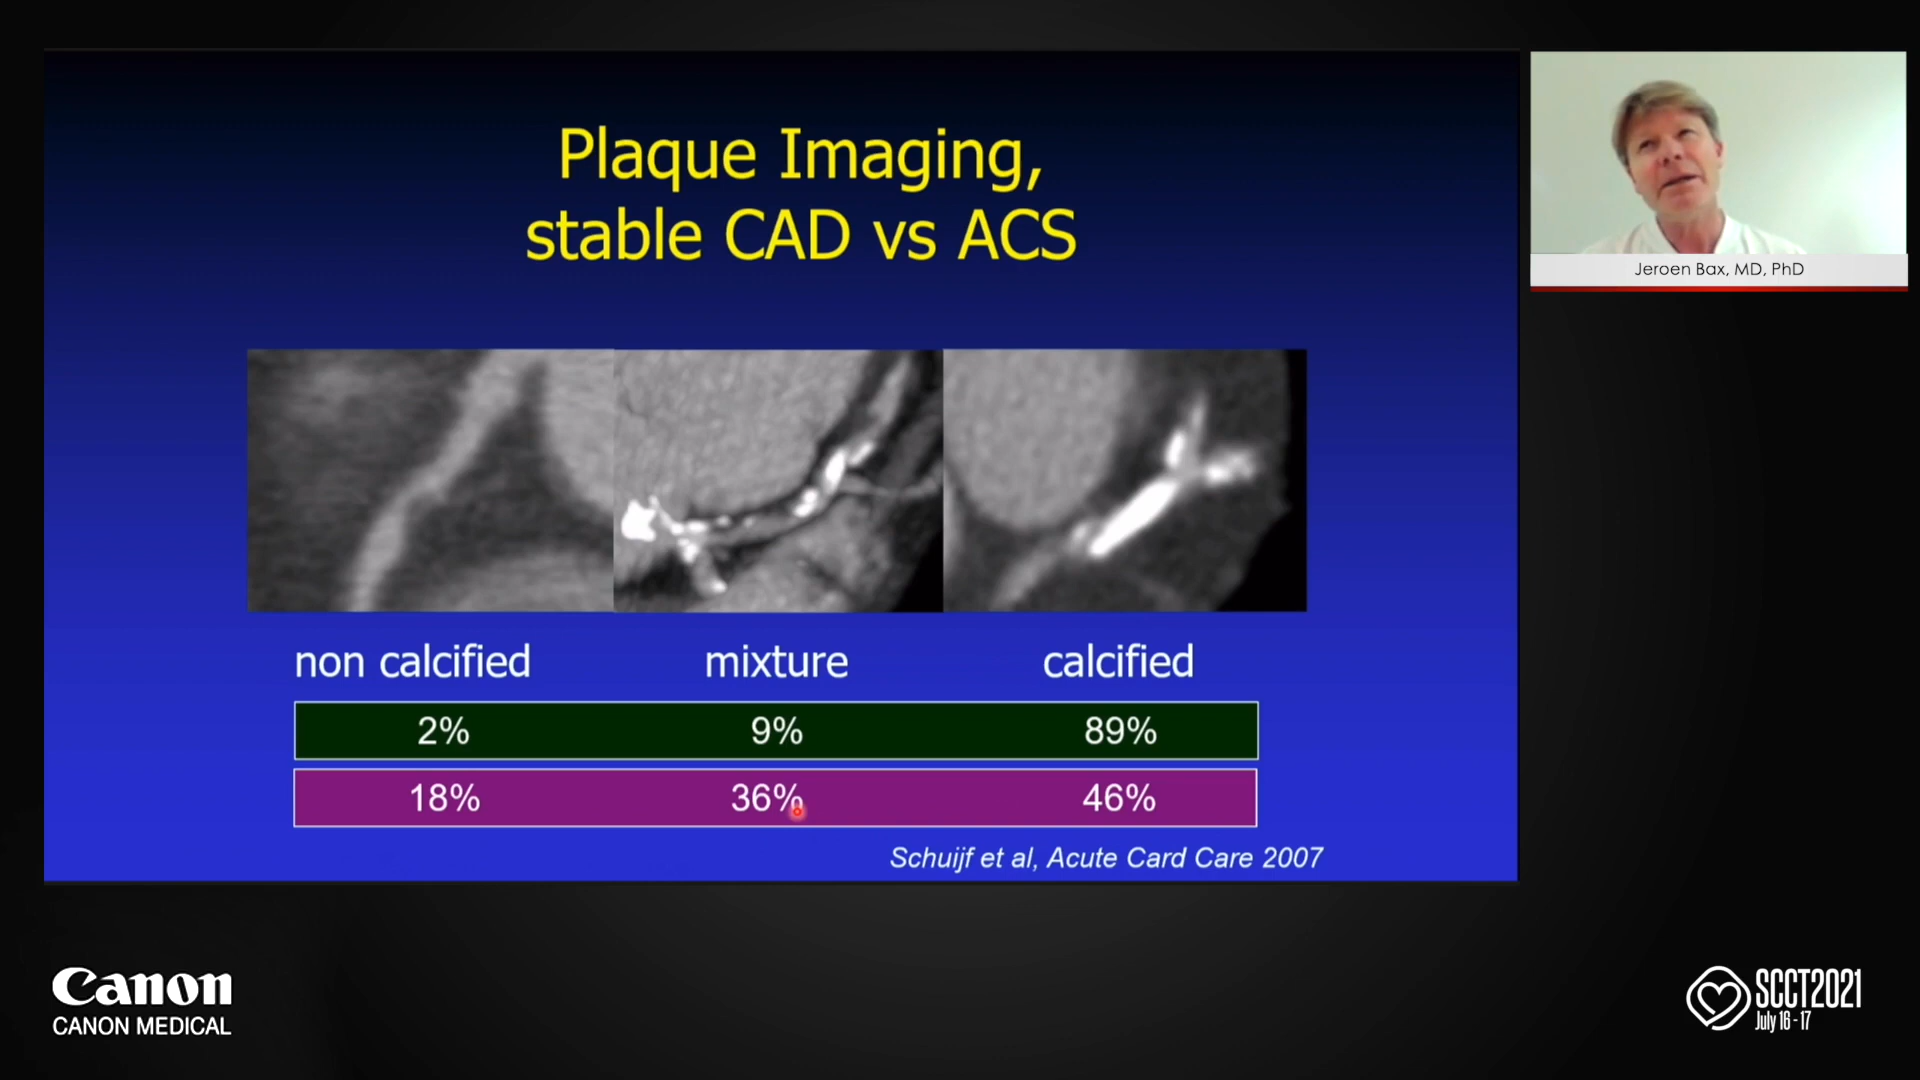 Plaque Imaging,
stable CAD vs ACS
Jeroen Bax, MD, PhD
non calcified mixture calcified
2% 9% 89%
18% 36% 46%
Schuijf et al, Acute Card Care 2007
Canon
CANON MEDICAL
SCCT2021
July 16-17